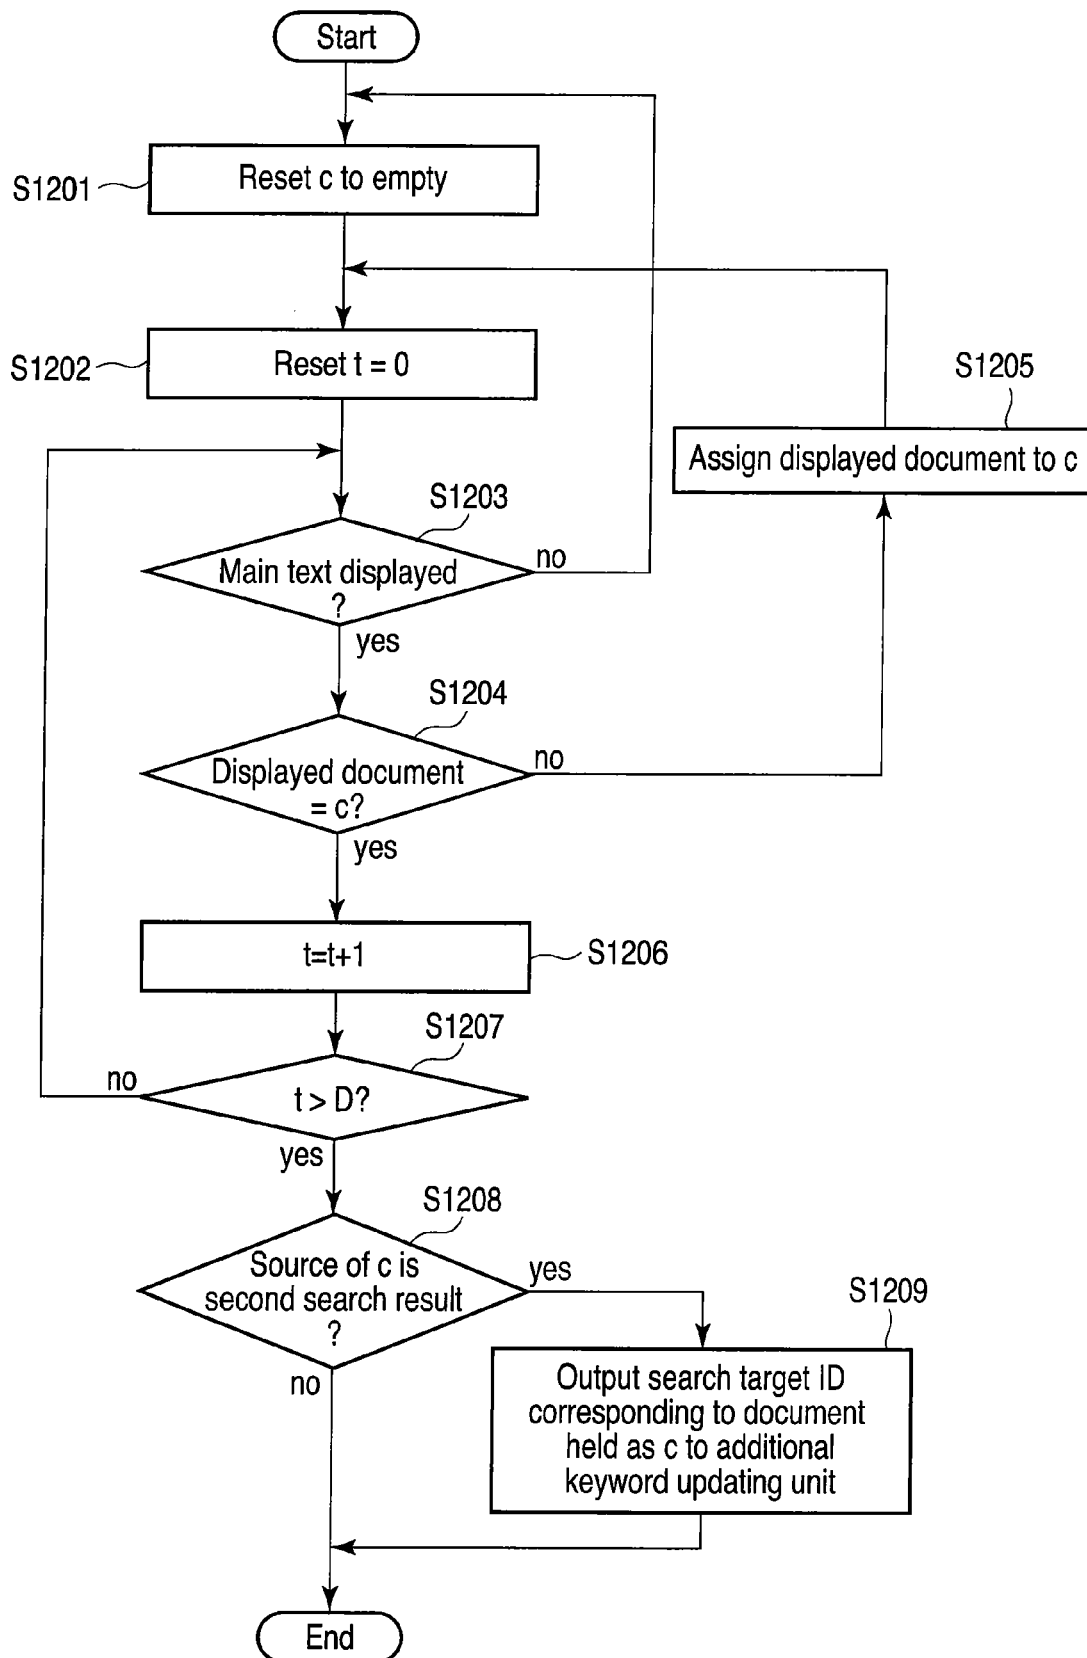 Start
S1201
Reset c to empty
S1202
Reset t = 0
S1205
Assign displayed document to c
S1203
Main text displayed
?
no
yes
S1204
Displayed document
= c?
no
yes
t=t+1
S1206
S1207
t > D?
no
yes
S1208
Source of c is
second search result
?
yes
no
S1209
Output search target ID
corresponding to document
held as c to additional
keyword updating unit
End